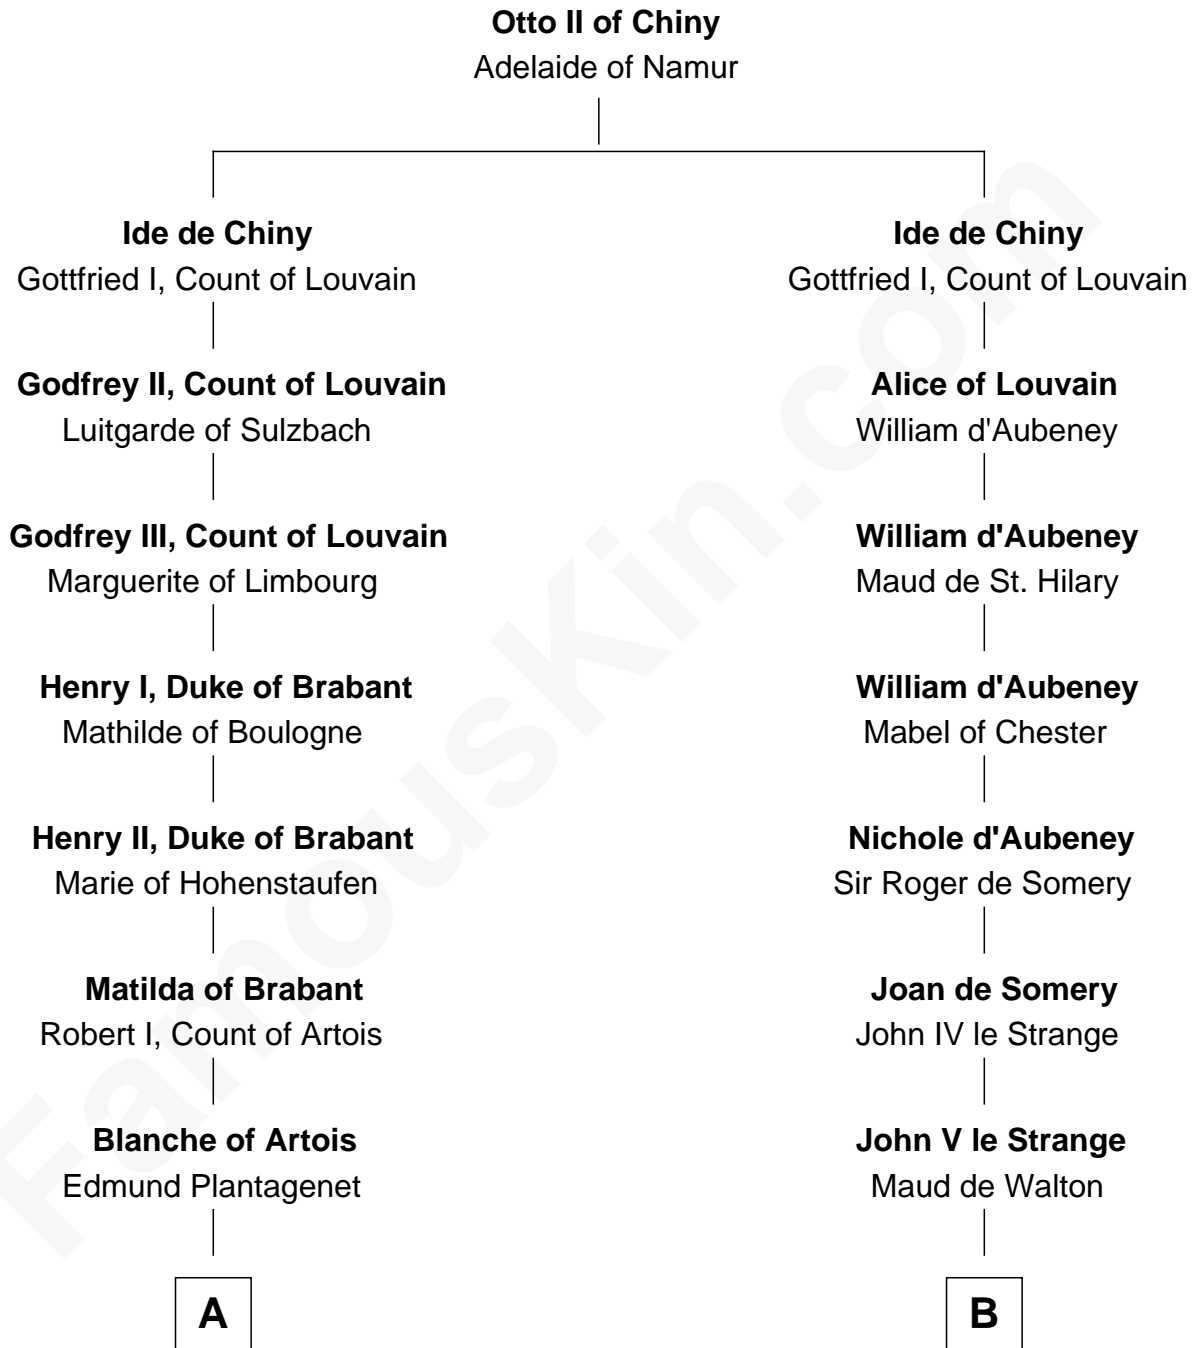 Otto II of Chiny
Adelaide of Namur
Ide de Chiny
Gottfried I, Count of Louvain
Godfrey II, Count of Louvain
Luitgarde of Sulzbach
Godfrey III, Count of Louvain
Marguerite of Limbourg
Henry I, Duke of Brabant
Mathilde of Boulogne
Henry II, Duke of Brabant
Marie of Hohenstaufen
Matilda of Brabant
Robert I, Count of Artois
Blanche of Artois
Edmund Plantagenet
A
Ide de Chiny
Gottfried I, Count of Louvain
Alice of Louvain
William d'Aubeney
William d'Aubeney
Maud de St. Hilary
William d'Aubeney
Mabel of Chester
Nichole d'Aubeney
Sir Roger de Somery
Joan de Somery
John IV le Strange
John V le Strange
Maud de Walton
B
FamousKin.com